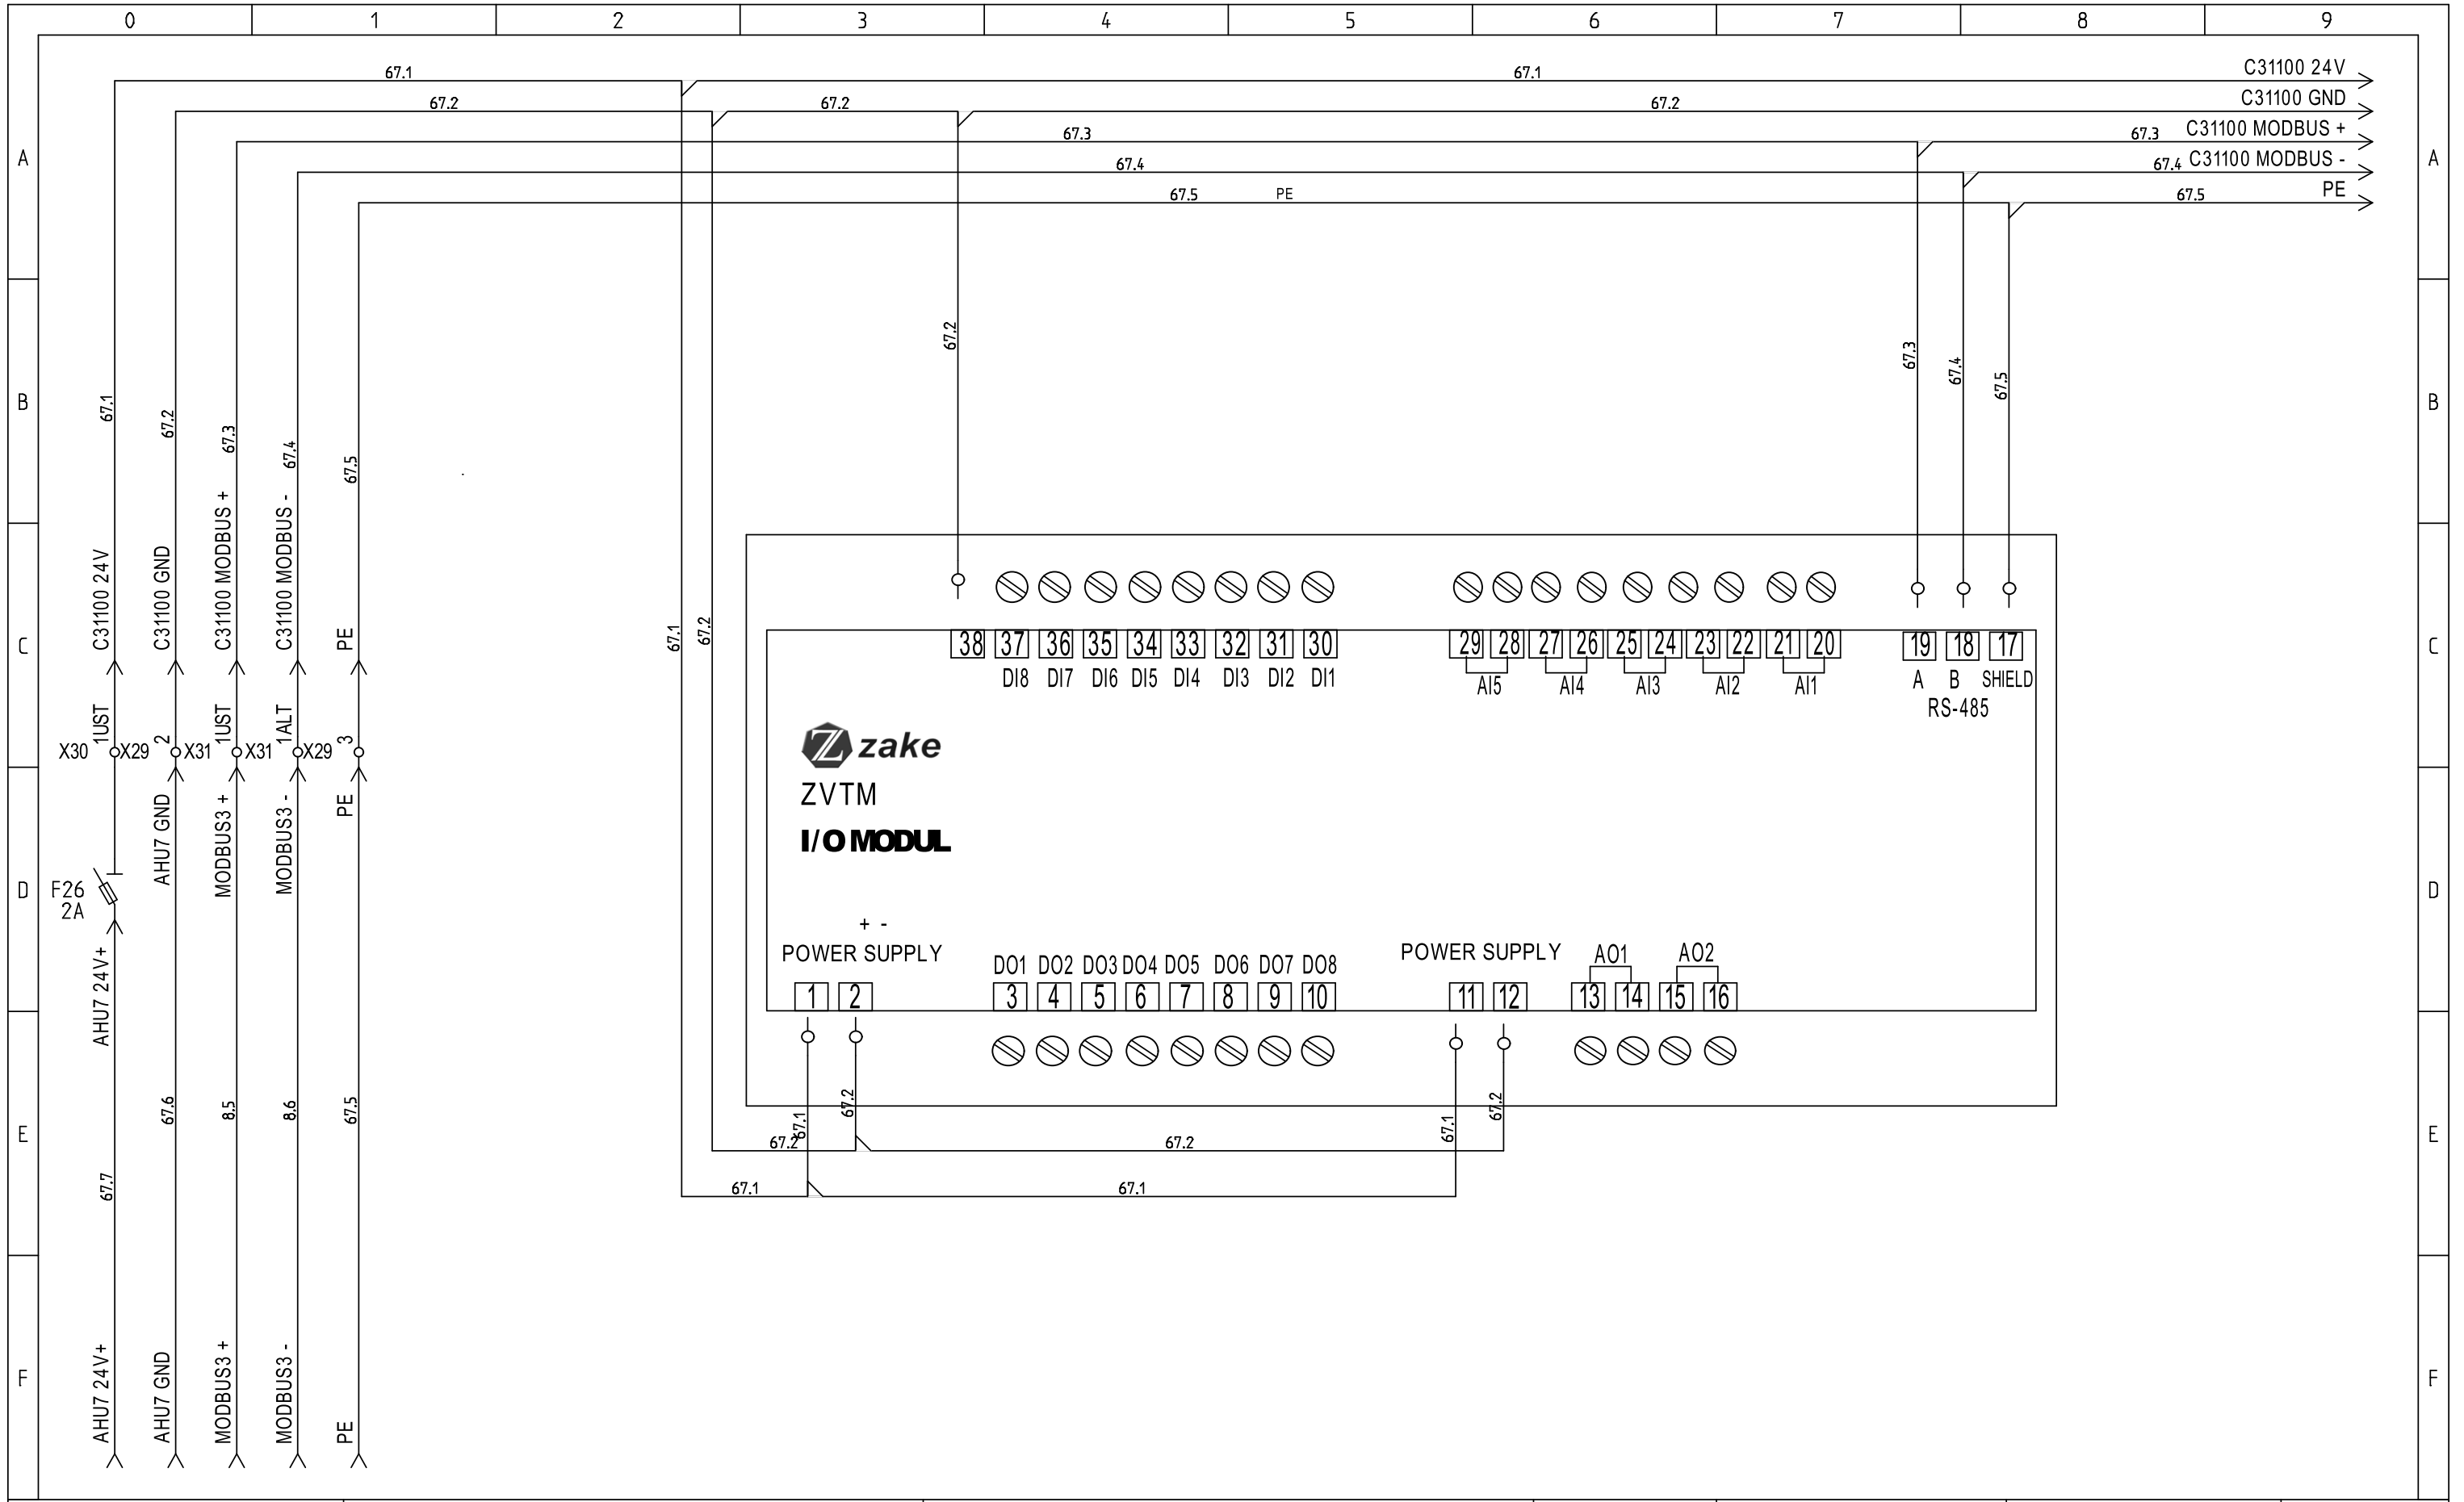 0 1 2 3 4 5 6 7 8 9
67.1 67.1 C31100 24V
67.2 67.2 67.2 C31100 GND
67.3 67.3 C31100 MODBUS +
67.4 67.4 C31100 MODBUS -
67.5 PE 67.5 PE
A A
B B
67.1 67.2 67.3 67.4 67.5
67.2 67.3 67.4 67.5
C31100 24V
C31100 GND
C31100 MODBUS +
C31100 MODBUS -
PE
67.1 67.2
C C
38 37 36 35 34 33 32 31 30 29 28 27 26 25 24 23 22 21 20 19 18 17
DI8 DI7 DI6 DI5 DI4 DI3 DI2 DI1 AI5 AI4 AI3 AI2 AI1 A B SHIELD
RS-485
1UST 2 1UST 1ALT 3
X30 X29 X31 X31 X29
zake
ZVTM
I/O MODUL
AHU7 GND
MODBUS3 +
MODBUS3 -
PE
D D
F26
2A
AHU7 24V+
+ -
POWER SUPPLY POWER SUPPLY
DO1 DO2 DO3 DO4 DO5 DO6 DO7 DO8 AO1 AO2
1 2 3 4 5 6 7 8 9 10 11 12 13 14 15 16
E E
67.7 67.6 8.5 8.6 67.5
67.1 67.2 67.1 67.2
67.2 67.2
67.1 67.1
F F
AHU7 24V+
AHU7 GND
MODBUS3 +
MODBUS3 -
PE